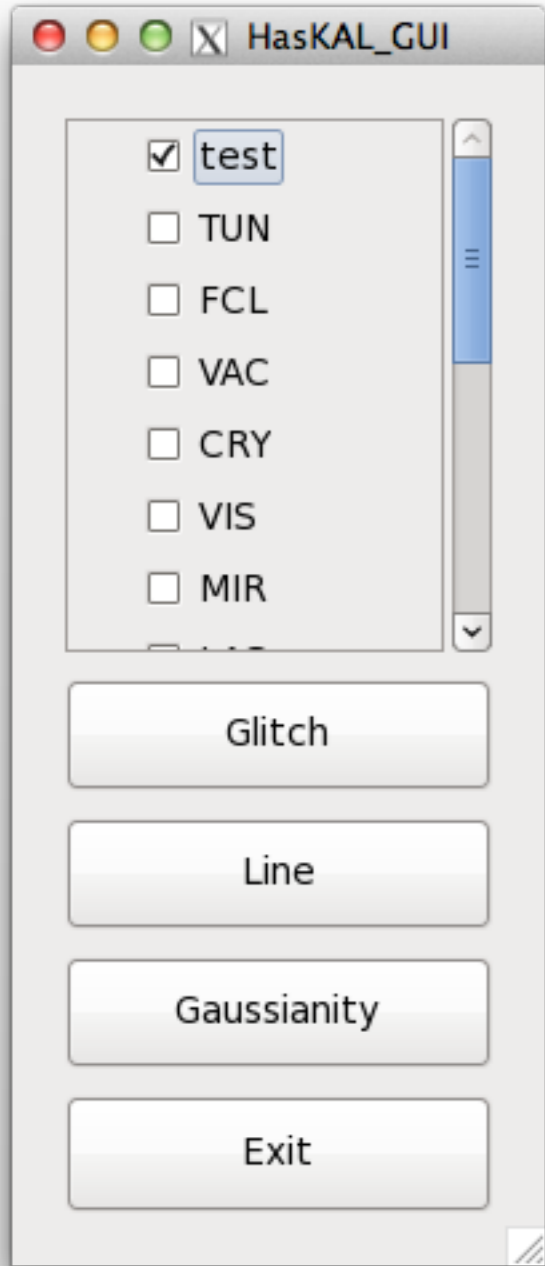 HasKAL_GUI
test
TUN
FCL
VAC
CRY
VIS
MIR
Glitch
Line
Gaussianity
Exit